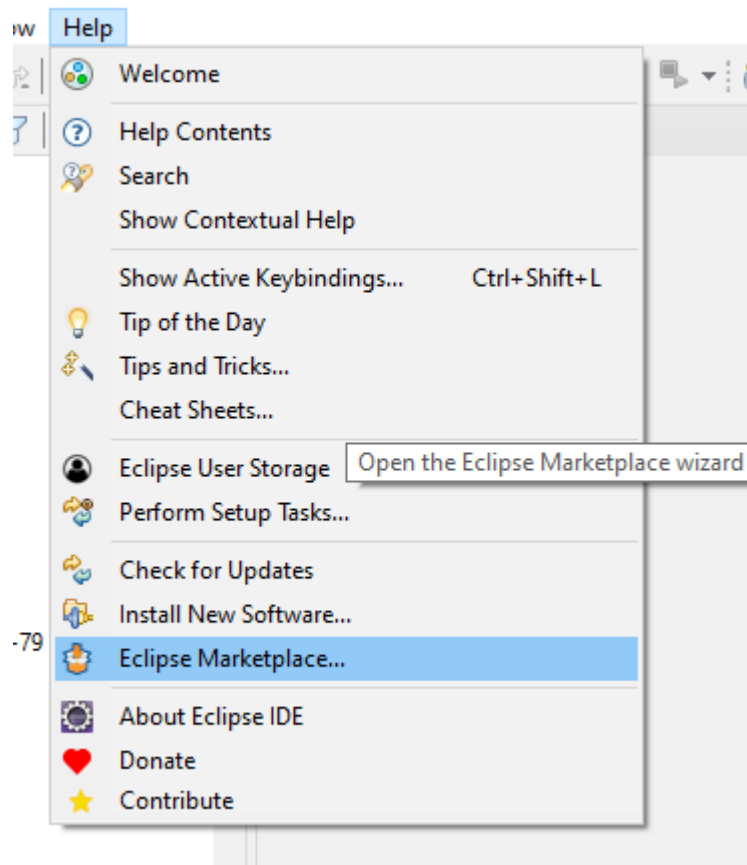 ow Help
Welcome
Help Contents
Search
Show Contextual Help
Show Active Keybindings... Ctrl+Shift+L
Tip of the Day
Tips and Tricks...
Cheat Sheets...
Open the Eclipse Marketplace wizard
Eclipse User Storage
Perform Setup Tasks...
Check for Updates
Install New Software...
-79
Eclipse Marketplace...
About Eclipse IDE
Donate
Contribute